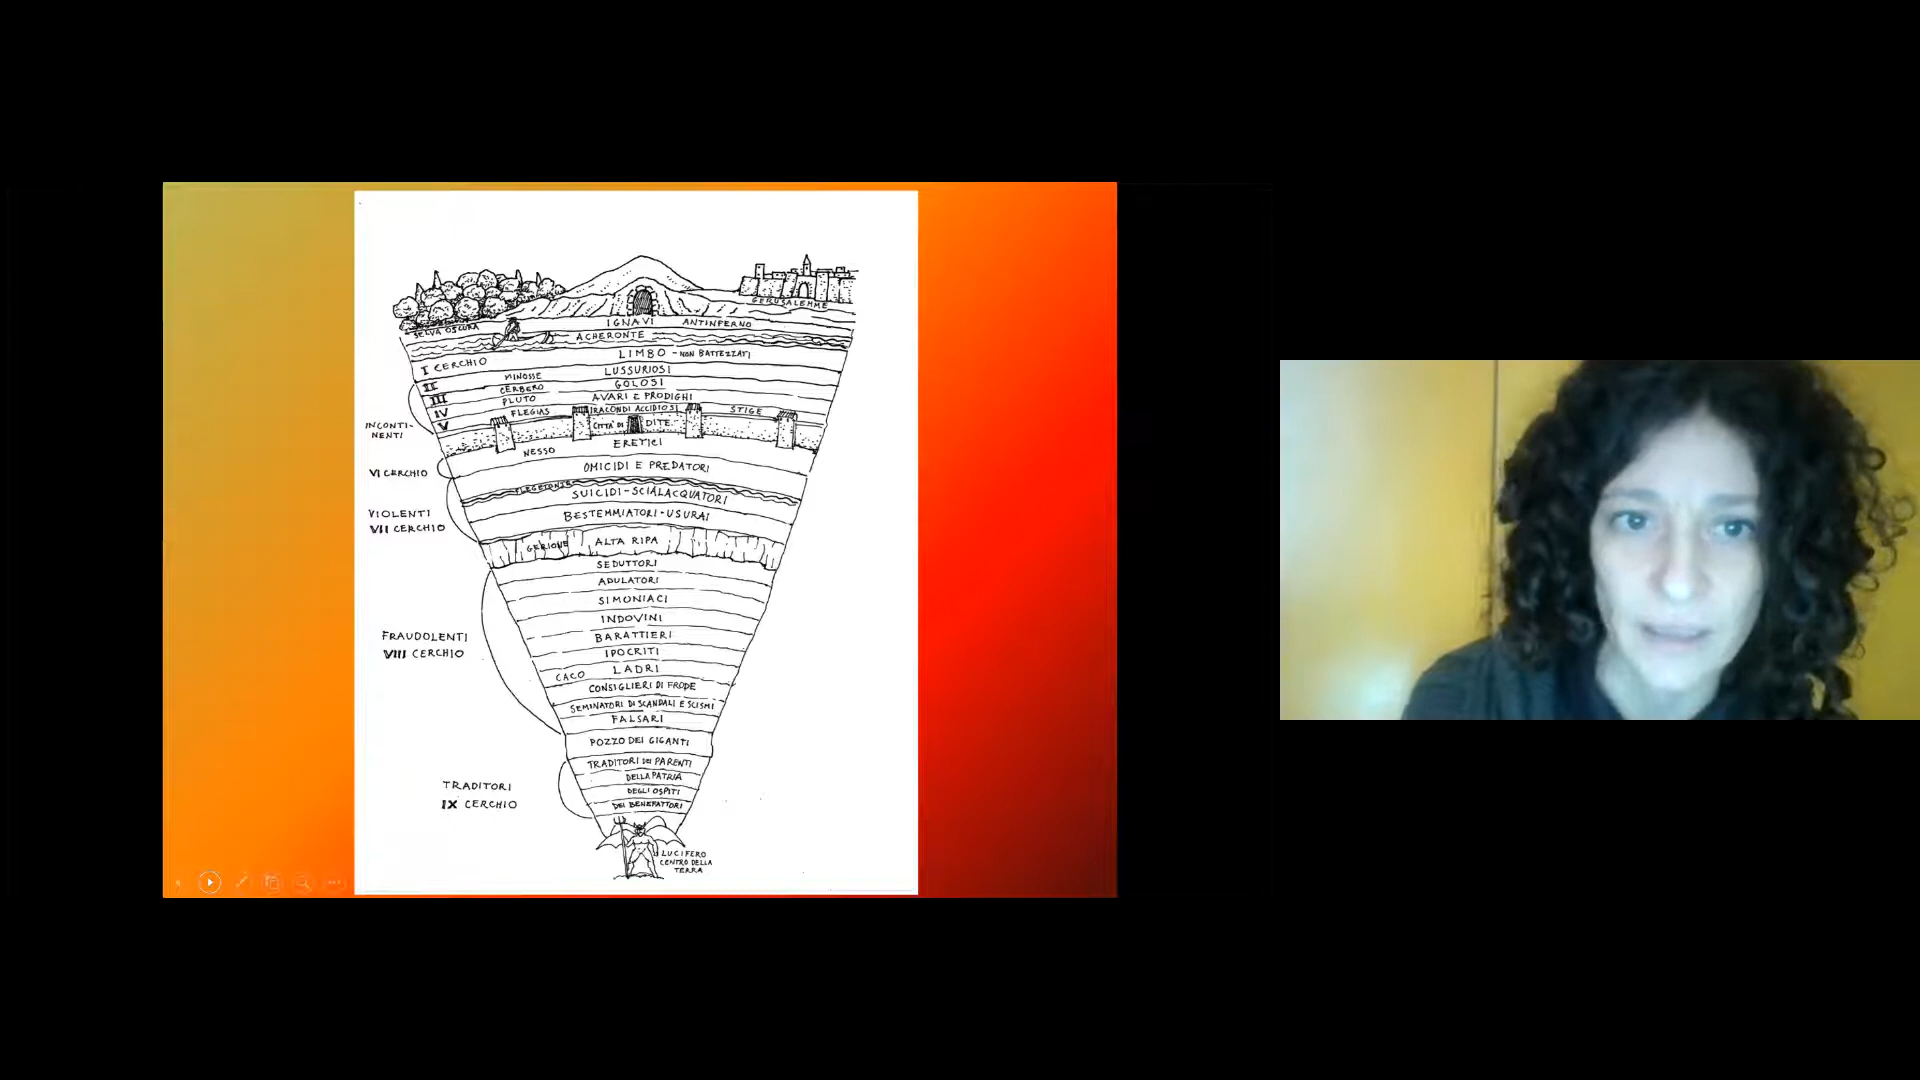 GERUSALEMME
SELVA OSCURA
IGNAVI ANTINFERNO
ACHERONTE
LIMBO - NON BATTEZZATI
I CERCHIO
LUSSURIOSI
II MINOSSE
GOLOSI
III CERBERO
AVARI E PRODIGHI
IV PLUTO
IRACONDI ACCIDIOSI
V FLEGIAS STIGE
INCONTI-
NENTI
CITTA' DI DITE
ERETICI
NESSO
VI CERCHIO
OMICIDI E PREDATORI
FLEGETONTE
SUICIDI-SCIALACQUATORI
VIOLENTI
VII CERCHIO
BESTEMMIATORI-USURAI
GERIONE ALTA RIPA
SEDUTTORI
ADULATORI
SIMONIACI
INDOVINI
BARATTIERI
FRAUDOLENTI
VIII CERCHIO
IPOCRITI
LADRI
CACO
CONSIGLIERI DI FRODE
SEMINATORI DI SCANDALI E SCISMI
FALSARI
POZZO DEI GIGANTI
TRADITORI DEI PARENTI
DELLA PATRIA
DEGLI OSPITI
DEI BENEFATTORI
TRADITORI
IX CERCHIO
LUCIFERO
CENTRO DELLA
TERRA